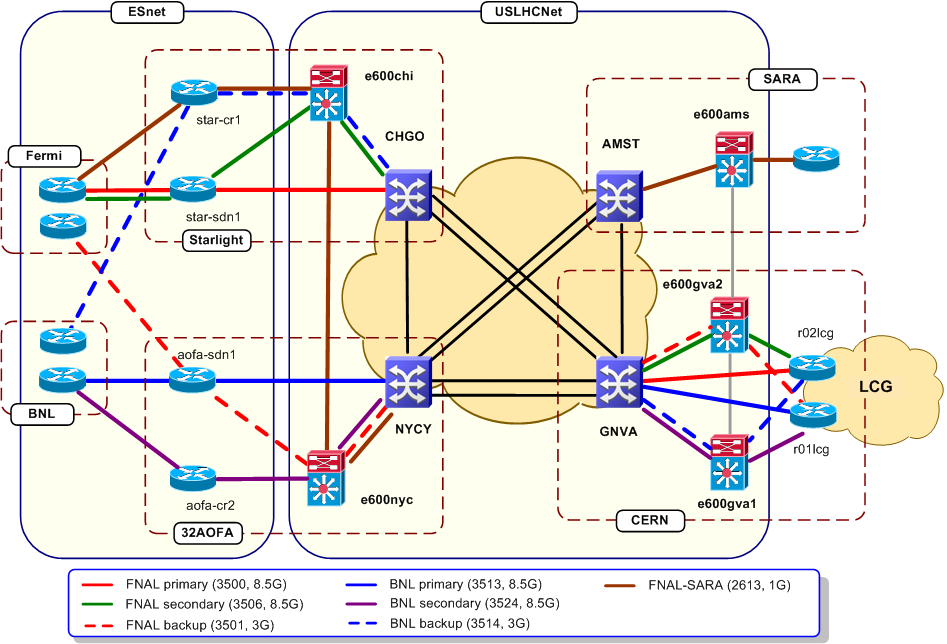 ESnet
USLHCNet
SARA
e600chi
e600ams
star-cr1
CHGO
AMST
Fermi
star-sdn1
Starlight
e600gva2
aofa-sdn1
r02lcg
LCG
BNL
NYCY
GNVA
r01lcg
aofa-cr2
e600nyc
e600gva1
32AOFA
CERN
FNAL primary (3500, 8.5G)
BNL primary (3513, 8.5G)
FNAL-SARA (2613, 1G)
FNAL secondary (3506, 8.5G)
BNL secondary (3524, 8.5G)
FNAL backup (3501, 3G)
BNL backup (3514, 3G)